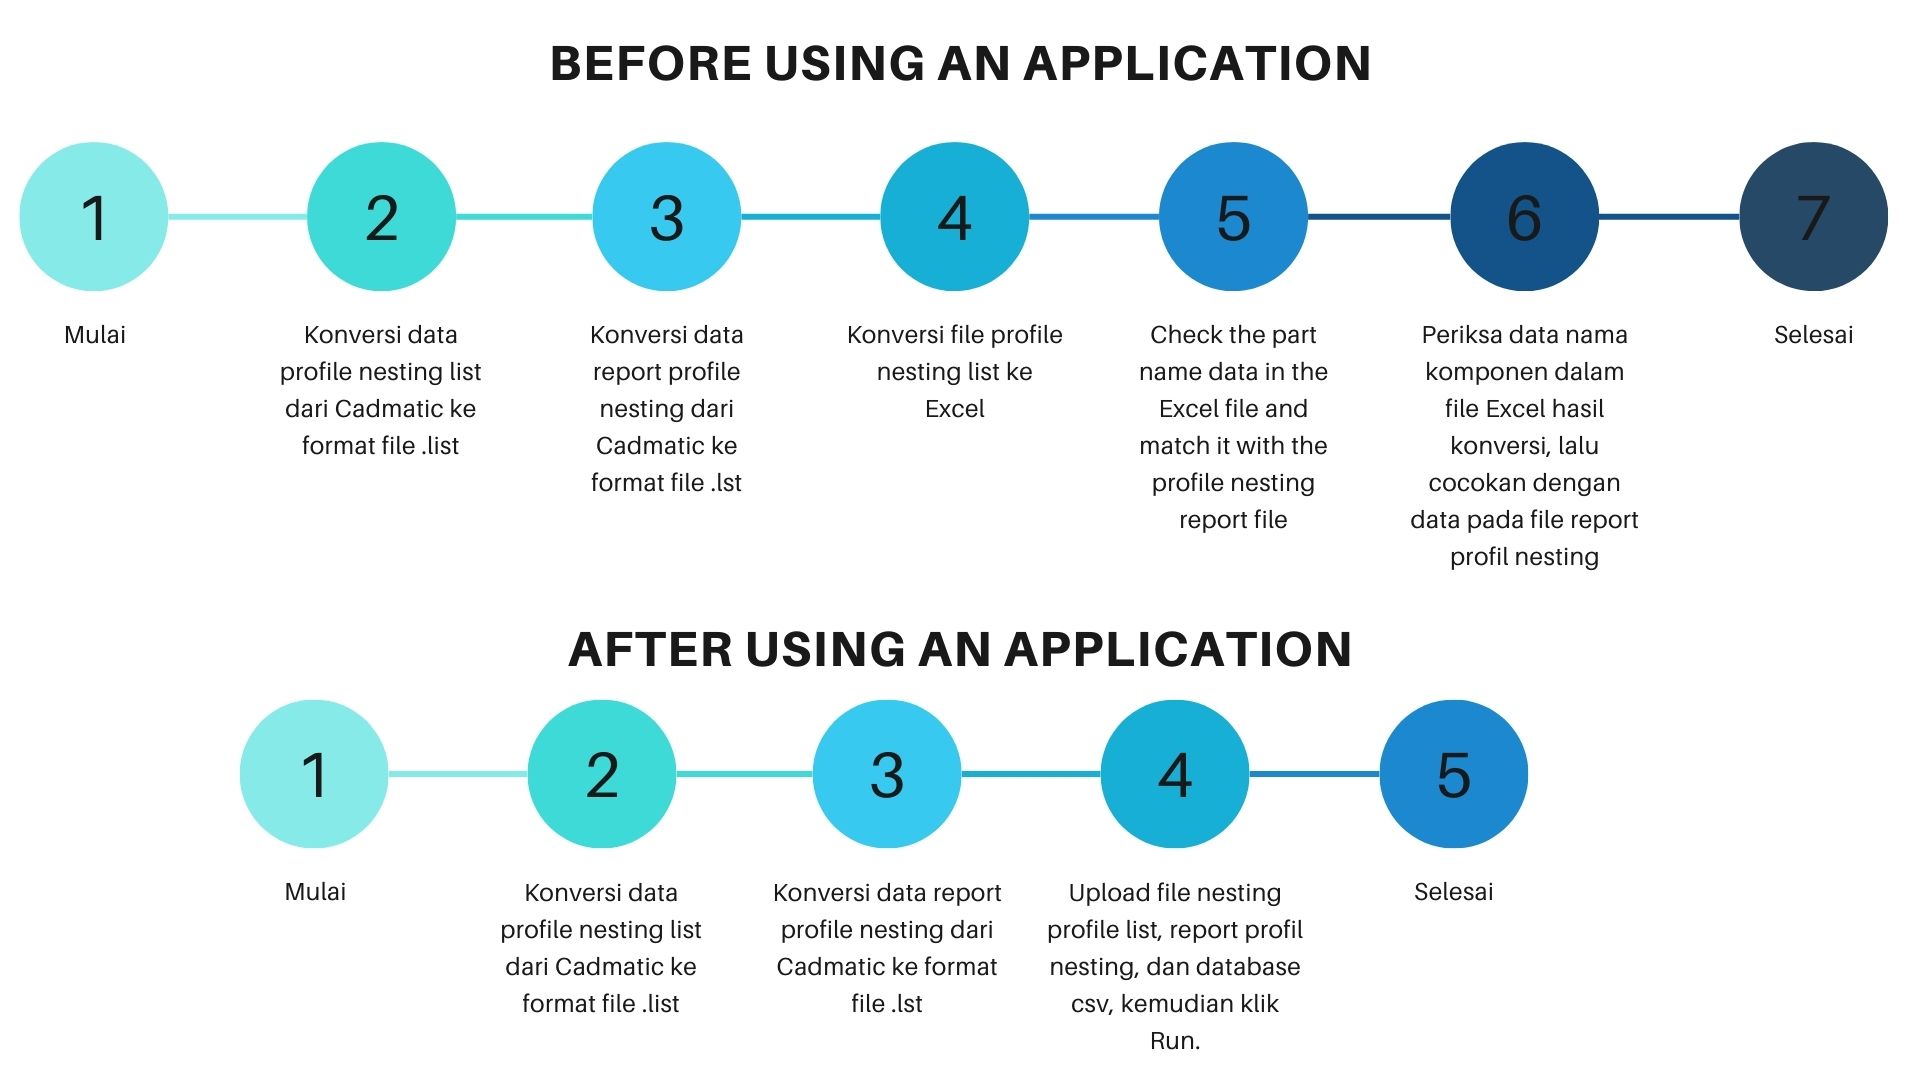 BEFORE USING AN APPLICATION
1
2
3
4
5
6
7
Mulai
Konversi data
profile nesting list
dari Cadmatic ke
format file .list
Konversi data
report profile
nesting dari
Cadmatic ke
format file .lst
Konversi file profile
nesting list ke
Excel
Check the part
name data in the
Excel file and
match it with the
profile nesting
report file
Periksa data nama
komponen dalam
file Excel hasil
konversi, lalu
cocokan dengan
data pada file report
profil nesting
Selesai
AFTER USING AN APPLICATION
1
2
3
4
5
Mulai
Konversi data
profile nesting list
dari Cadmatic ke
format file .list
Konversi data report
profile nesting dari
Cadmatic ke format
file .lst
Upload file nesting
profile list, report profil
nesting, dan database
csv, kemudian klik
Run.
Selesai